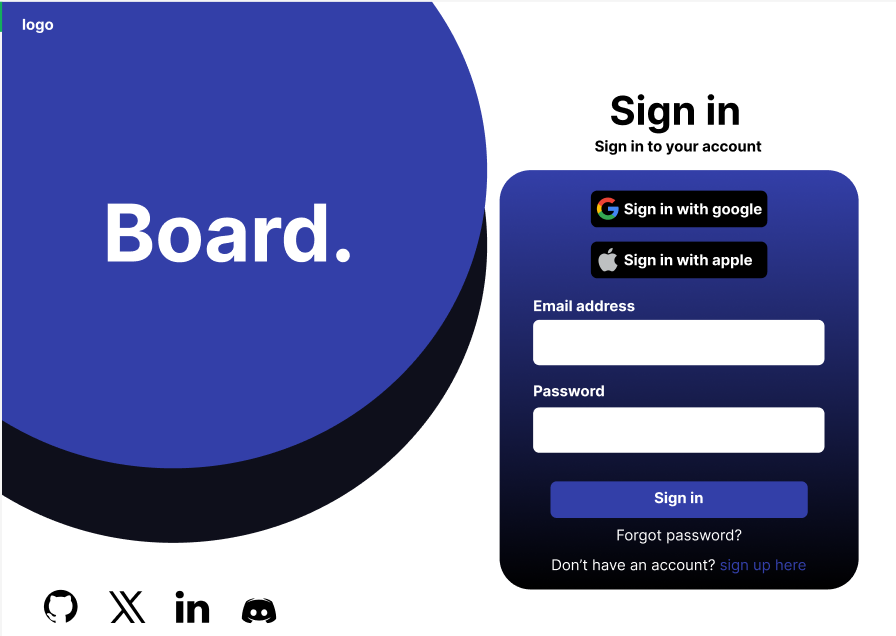 logo
Board.
Sign in
Sign in to your account
Sign in with google
Sign in with apple
Email address
Password
Sign in
Forgot password?
Don’t have an account? sign up here